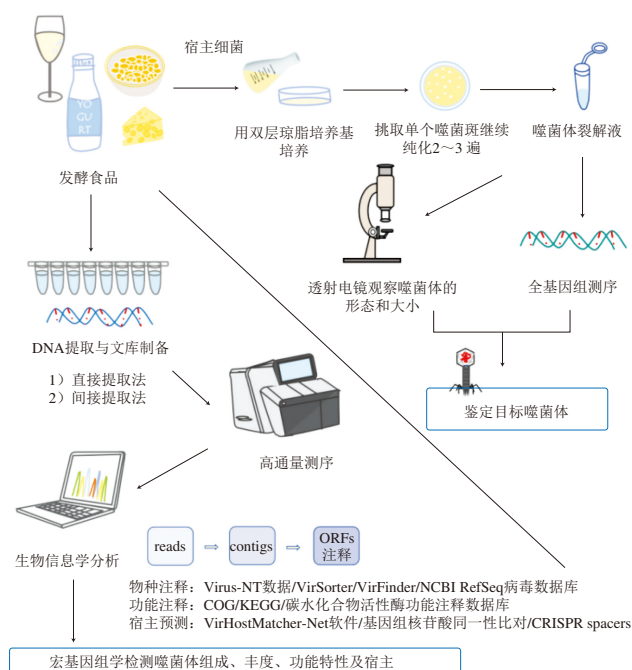 宿主细菌
YO
GU
RT
用双层琼脂培养基
培养
挑取单个噬菌斑继续
纯化2～3 遍
噬菌体裂解液
发酵食品
透射电镜观察噬菌体的
形态和大小
全基因组测序
DNA提取与文库制备
1）直接提取法
2）间接提取法
鉴定目标噬菌体
高通量测序
生物信息学分析
reads
contigs
ORFs
注释
物种注释：Virus-NT数据/VirSorter/VirFinder/NCBI RefSeq病毒数据库
功能注释：COG/KEGG/碳水化合物活性酶功能注释数据库
宿主预测：VirHostMatcher-Net软件/基因组核苷酸同一性比对/CRISPR spacers
宏基因组学检测噬菌体组成、丰度、功能特性及宿主